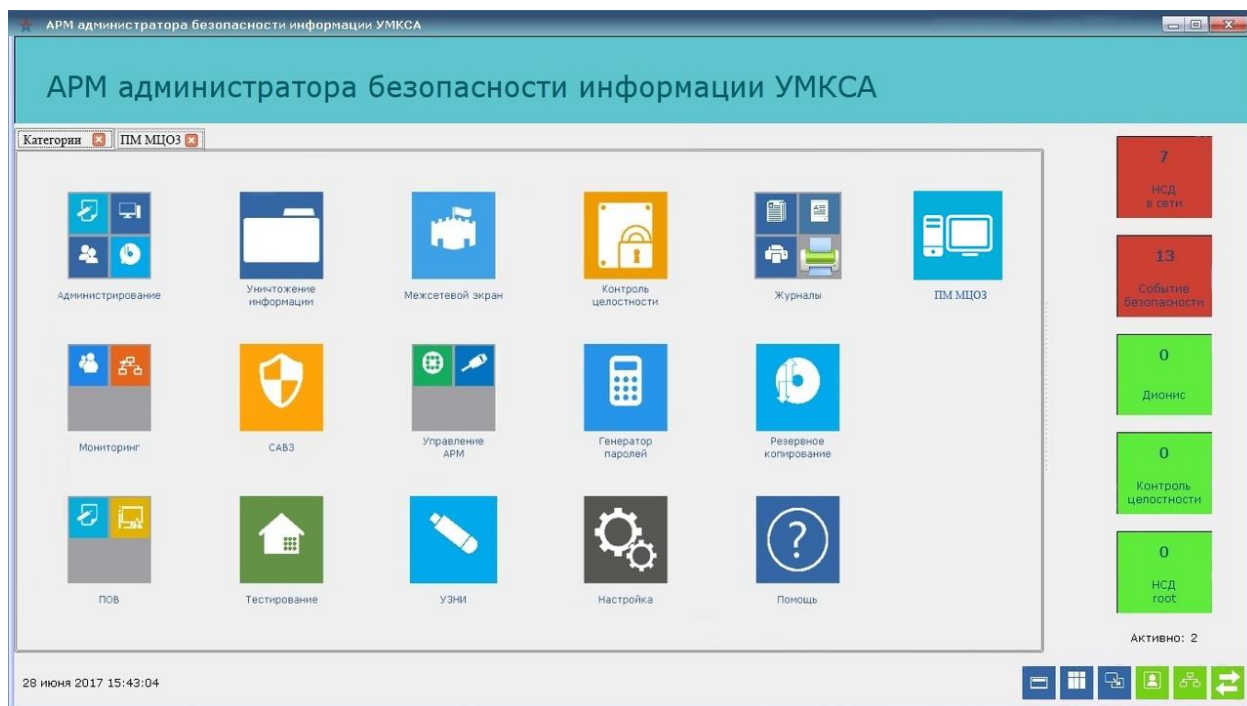 АРМ администратора безопасности информации УМКСА
АРМ администратора безопасности информации УМКСА
Категории
ПМ МЦОЗ
Администрирование
Уничтожение
информации
Межсетевой экран
Контроль
целостности
Журналы
ПМ МЦОЗ
Мониторинг
САВЗ
Управление
АРМ
Генератор
паролей
Резервное
копирование
ПОВ
Тестирование
УЗНИ
Настройка
Помощь
7
НСД
в сети
13
Событие
безопасности
0
Дионис
0
Контроль
целостности
0
НСД
root
Активно: 2
28 июня 2017 15:43:04